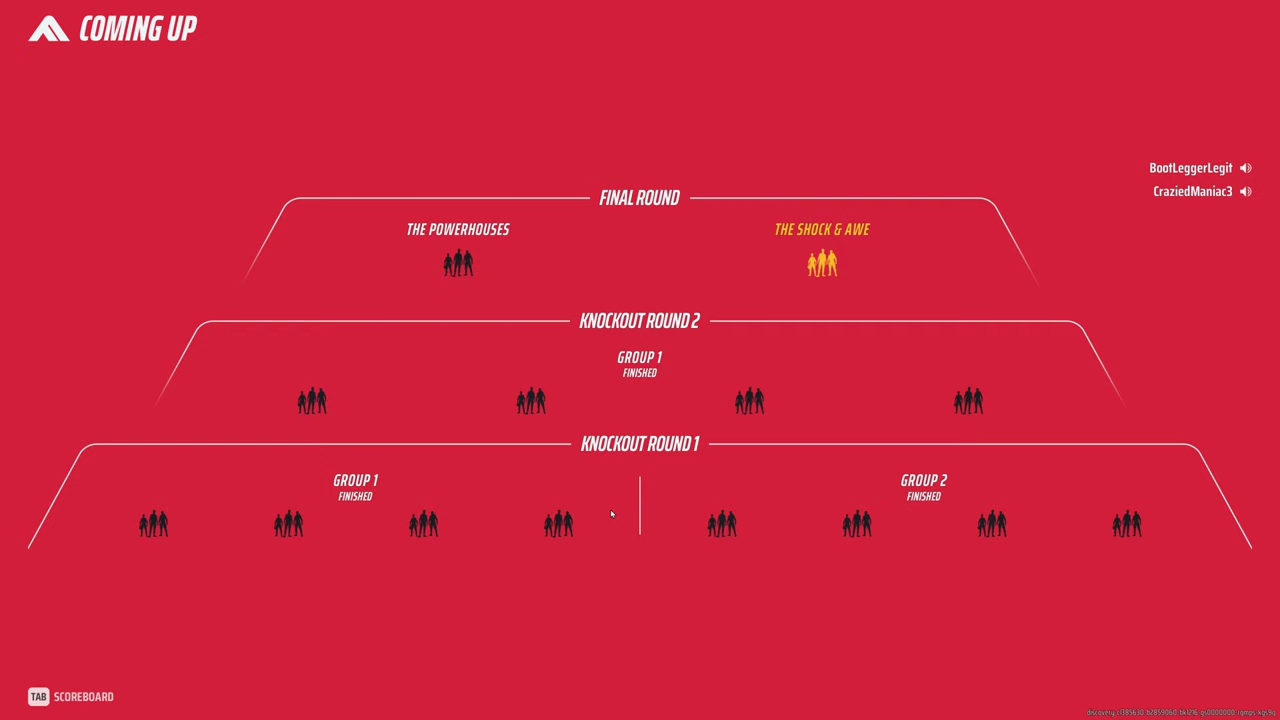 COMING UP
BootLeggerLegit
CraziedManiac3
FINAL ROUND
THE POWERHOUSES
THE SHOCK & AWE
KNOCKOUT ROUND 2
GROUP 1
FINISHED
KNOCKOUT ROUND 1
GROUP 1
FINISHED
GROUP 2
FINISHED
TAB SCOREBOARD